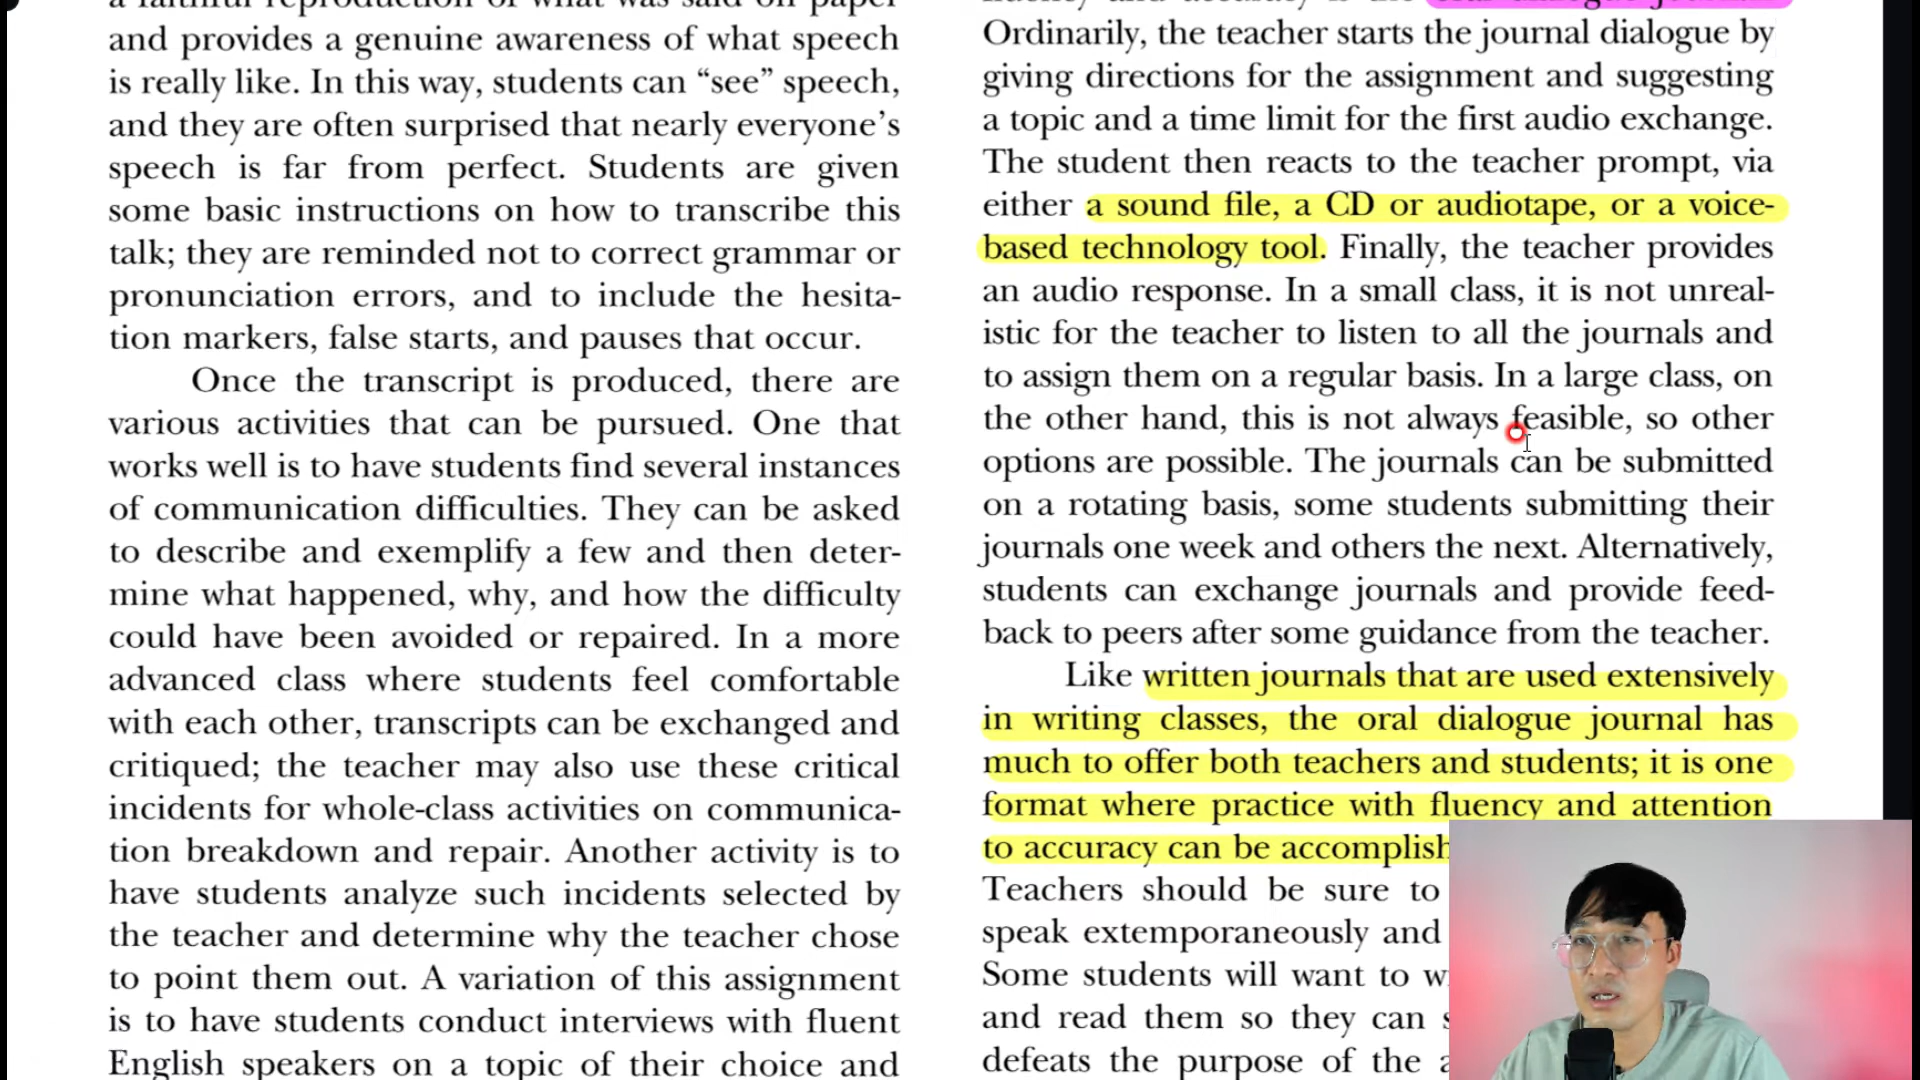 a faithful reproduction of what was said on paper
and provides a genuine awareness of what speech
is really like. In this way, students can “see” speech,
and they are often surprised that nearly everyone’s
speech is far from perfect. Students are given
some basic instructions on how to transcribe this
talk; they are reminded not to correct grammar or
pronunciation errors, and to include the hesita-
tion markers, false starts, and pauses that occur.
Once the transcript is produced, there are
various activities that can be pursued. One that
works well is to have students find several instances
of communication difficulties. They can be asked
to describe and exemplify a few and then deter-
mine what happened, why, and how the difficulty
could have been avoided or repaired. In a more
advanced class where students feel comfortable
with each other, transcripts can be exchanged and
critiqued; the teacher may also use these critical
incidents for whole-class activities on communica-
tion breakdown and repair. Another activity is to
have students analyze such incidents selected by
the teacher and determine why the teacher chose
to point them out. A variation of this assignment
is to have students conduct interviews with fluent
English speakers on a topic of their choice and
fluency and accuracy is the oral dialogue journal.
Ordinarily, the teacher starts the journal dialogue by
giving directions for the assignment and suggesting
a topic and a time limit for the first audio exchange.
The student then reacts to the teacher prompt, via
either a sound file, a CD or audiotape, or a voice-
based technology tool. Finally, the teacher provides
an audio response. In a small class, it is not unreal-
istic for the teacher to listen to all the journals and
to assign them on a regular basis. In a large class, on
the other hand, this is not always feasible, so other
options are possible. The journals can be submitted
on a rotating basis, some students submitting their
journals one week and others the next. Alternatively,
students can exchange journals and provide feed-
back to peers after some guidance from the teacher.
Like written journals that are used extensively
in writing classes, the oral dialogue journal has
much to offer both teachers and students; it is one
format where practice with fluency and attention
to accuracy can be accomplish
Teachers should be sure to
speak extemporaneously and
Some students will want to w
and read them so they can s
defeats the purpose of the a